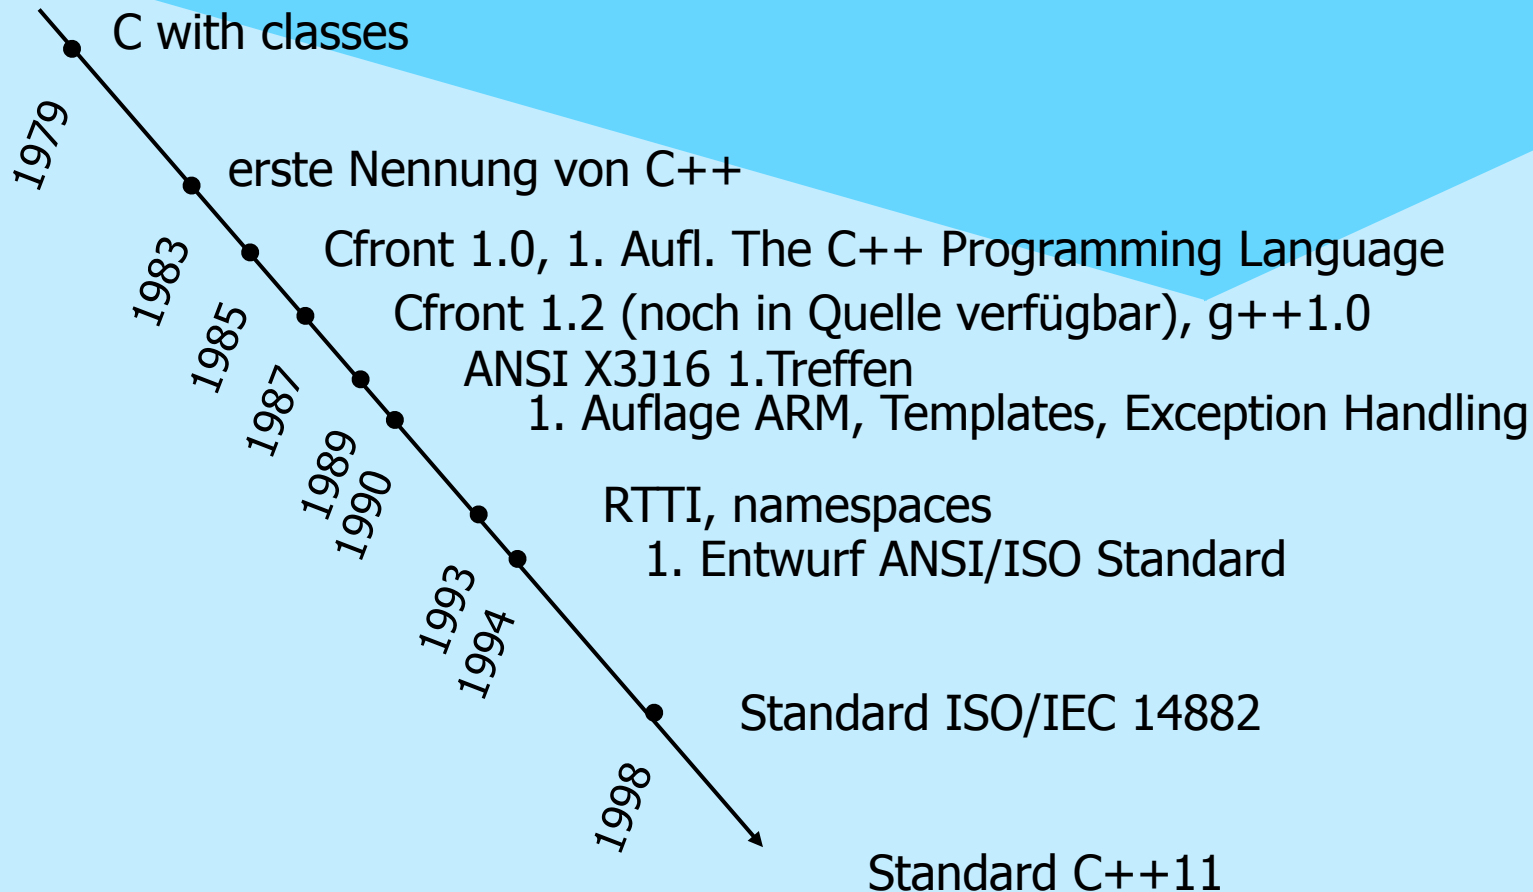 C with classes
1979
erste Nennung von C++
1983
Cfront 1.0, 1. Aufl. The C++ Programming Language
1985
Cfront 1.2 (noch in Quelle verfügbar), g++1.0
1987
ANSI X3J16 1.Treffen
1989
1. Auflage ARM, Templates, Exception Handling
1990
RTTI, namespaces
1993
1. Entwurf ANSI/ISO Standard
1994
Standard ISO/IEC 14882
1998
Standard C++11